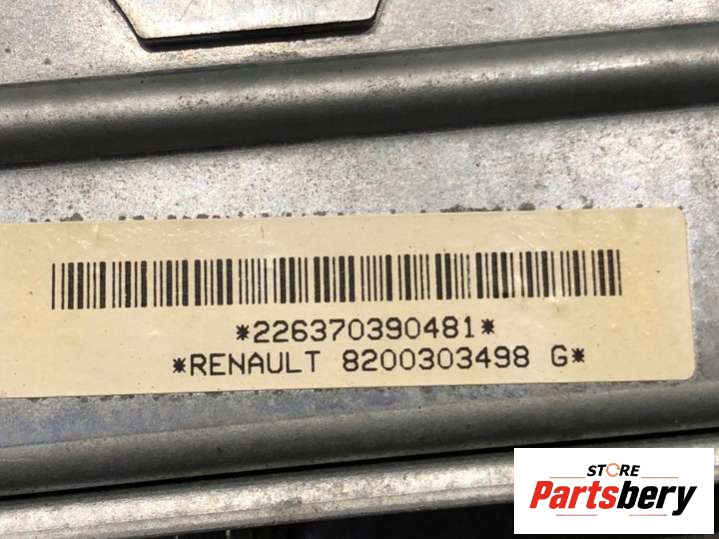 *226370390481*
*RENAULT 8200303498 G*
STORE
Partsbery